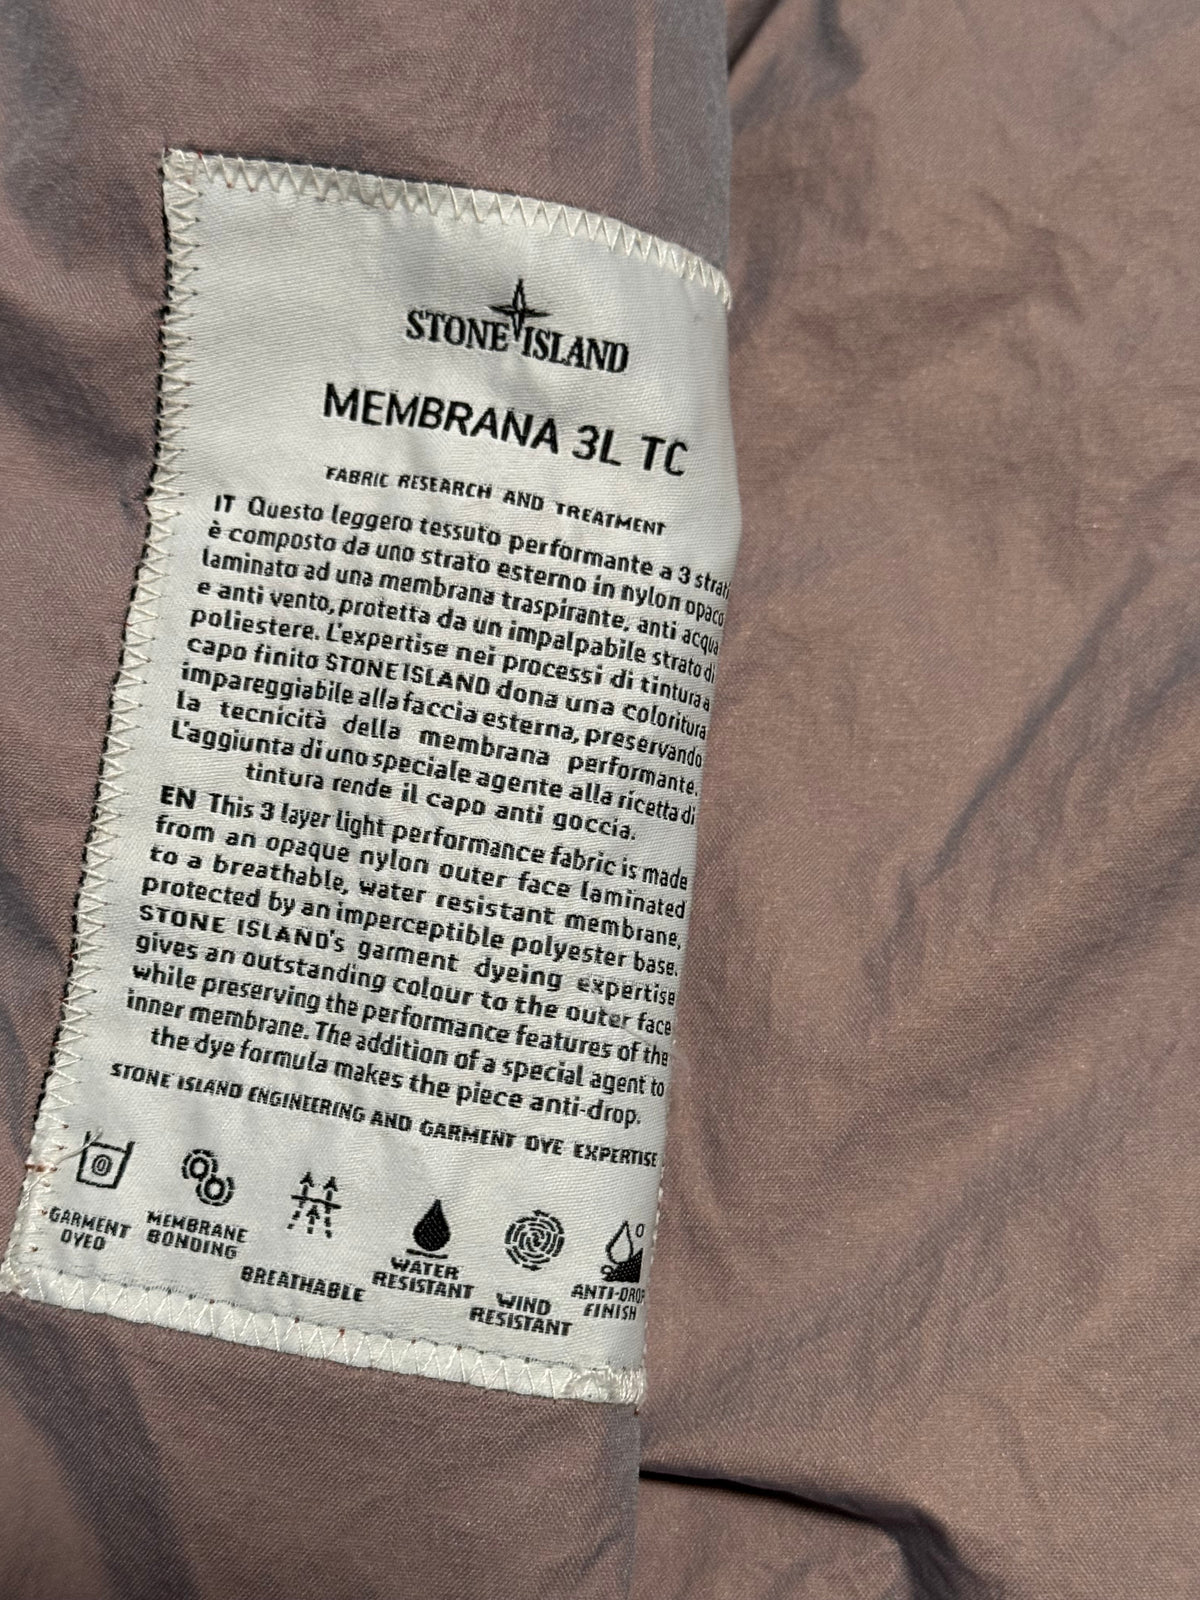 STONE ISLAND
MEMBRANA 3L TC
FABRIC RESEARCH AND TREATMENT
IT Questo leggero tessuto performante a 3 strati
è composto da uno strato esterno in nylon opaco
laminato ad una membrana traspirante, anti acqua
e anti vento, protetta da un impalpabile strato di
poliestere. L'expertise nei processi di tintura a
capo finito STONE ISLAND dona una coloritura
impareggiabile alla faccia esterna, preservando
la tecnicità della membrana performante.
L'aggiunta di uno speciale agente alla ricetta di
tintura rende il capo anti goccia.
EN This 3 layer light performance fabric is made
from an opaque nylon outer face laminated
to a breathable, water resistant membrane,
protected by an imperceptible polyester base.
STONE ISLAND's garment dyeing expertise
gives an outstanding colour to the outer face
while preserving the performance features of the
inner membrane. The addition of a special agent to
the dye formula makes the piece anti-drop.
STONE ISLAND ENGINEERING AND GARMENT DYE EXPERTISE
GARMENT
DYED
MEMBRANE
BONDING
BREATHABLE
WATER
RESISTANT
WIND
RESISTANT
ANTI-DROP
FINISH